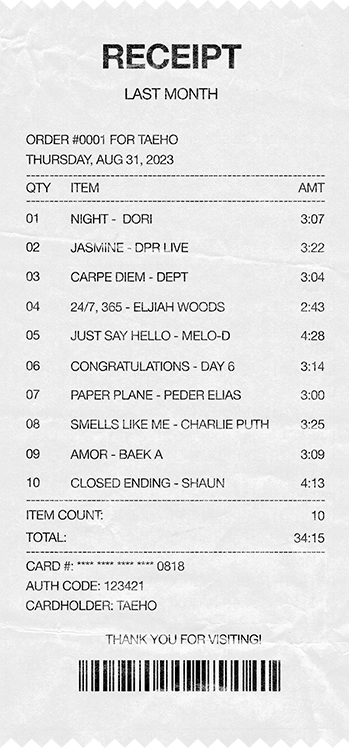 RECEIPT
LAST MONTH
ORDER #0001 FOR TAEHO
THURSDAY, AUG 31, 2023
QTY ITEM AMT
01 NIGHT - DORI 3:07
02 JASMINE - DPR LIVE 3:22
03 CARPE DIEM - DEPT 3:04
04 24/7, 365 - ELJIAH WOODS 2:43
05 JUST SAY HELLO - MELO-D 4:28
06 CONGRATULATIONS - DAY 6 3:14
07 PAPER PLANE - PEDER ELIAS 3:00
08 SMELLS LIKE ME - CHARLIE PUTH 3:25
09 AMOR - BAEK A 3:09
10 CLOSED ENDING - SHAUN 4:13
ITEM COUNT: 10
TOTAL: 34:15
CARD #: **** **** **** **** 0818
AUTH CODE: 123421
CARDHOLDER: TAEHO
THANK YOU FOR VISITING!